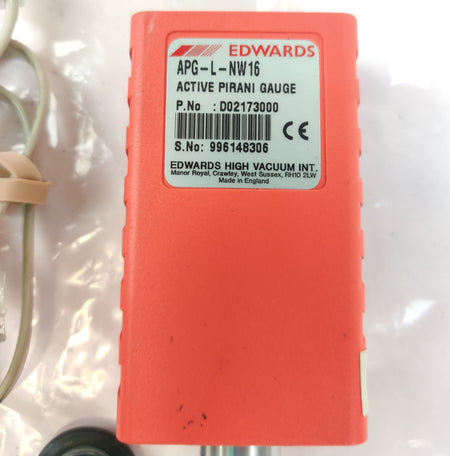 EDWARDS
APG-L-NW16
ACTIVE PIRANI GAUGE
P.No : D02173000
CE
S.No: 996148306
EDWARDS HIGH VACUUM INT.
Manor Royal, Crawley, West Sussex, RH10 2LW
Made in England